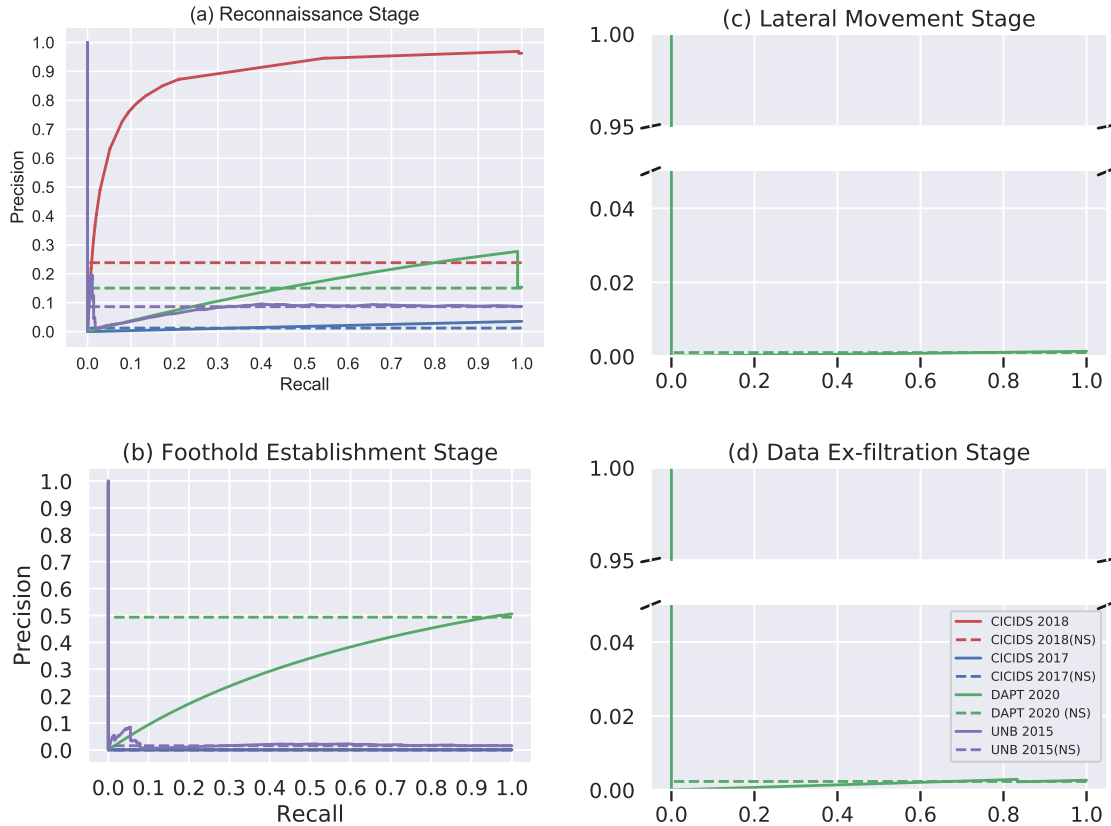 (a) Reconnaissance Stage
1.0
0.9
0.8
0.7
0.6
0.5
0.4
0.3
0.2
0.1
0.0
Precision
0.0 0.1 0.2 0.3 0.4 0.5 0.6 0.7 0.8 0.9 1.0
Recall
(c) Lateral Movement Stage
1.00
0.95
0.04
0.02
0.00
0.0 0.2 0.4 0.6 0.8 1.0
(b) Foothold Establishment Stage
1.0
0.9
0.8
0.7
0.6
0.5
0.4
0.3
0.2
0.1
0.0
Precision
0.0 0.1 0.2 0.3 0.4 0.5 0.6 0.7 0.8 0.9 1.0
Recall
(d) Data Ex-filtration Stage
1.00
0.95
0.04
0.02
0.00
0.0 0.2 0.4 0.6 0.8 1.0
CICIDS 2018
CICIDS 2018(NS)
CICIDS 2017
CICIDS 2017(NS)
DAPT 2020
DAPT 2020 (NS)
UNB 2015
UNB 2015(NS)